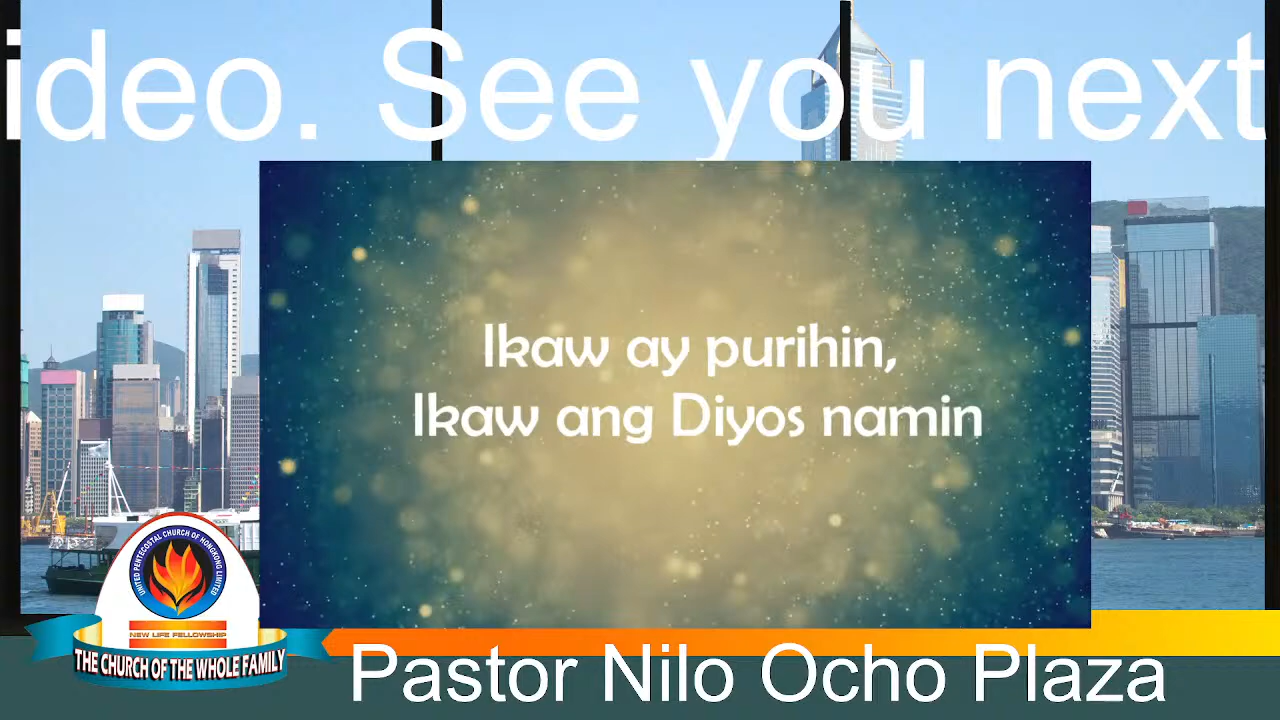 ideo. See you next
Ikaw ay purihin,
Ikaw ang Diyos namin
UNITED PENTECOSTAL CHURCH OF HONGKONG LIMITED
NEW LIFE FELLOWSHIP
THE CHURCH OF THE WHOLE FAMILY
Pastor Nilo Ocho Plaza